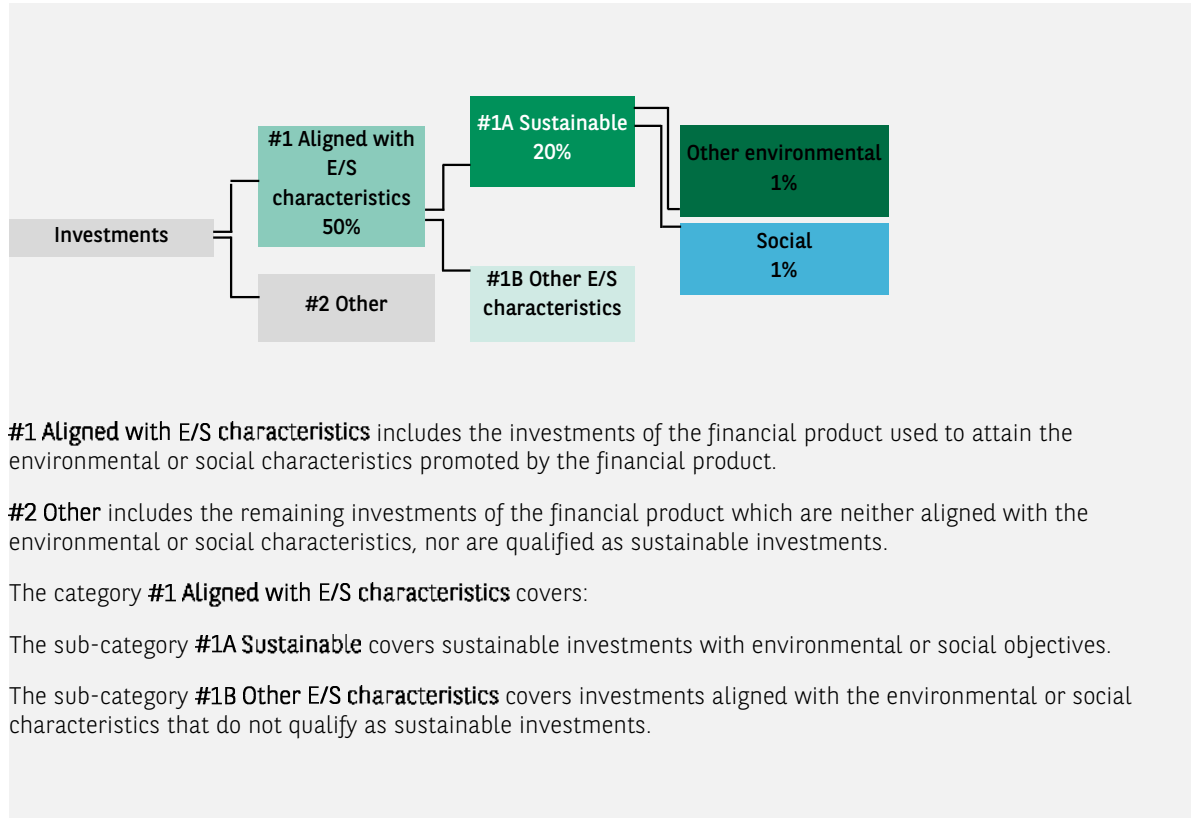 #1 Aligned with
E/S
characteristics
50%
#1A Sustainable
20%
Other environmental
1%
Investments
Social
1%
#2 Other
#1B Other E/S
characteristics
#1 Aligned with E/S characteristics includes the investments of the financial product used to attain the
environmental or social characteristics promoted by the financial product.
#2 Other includes the remaining investments of the financial product which are neither aligned with the
environmental or social characteristics, nor are qualified as sustainable investments.
The category #1 Aligned with E/S characteristics covers:
The sub-category #1A Sustainable covers sustainable investments with environmental or social objectives.
The sub-category #1B Other E/S characteristics covers investments aligned with the environmental or social
characteristics that do not qualify as sustainable investments.